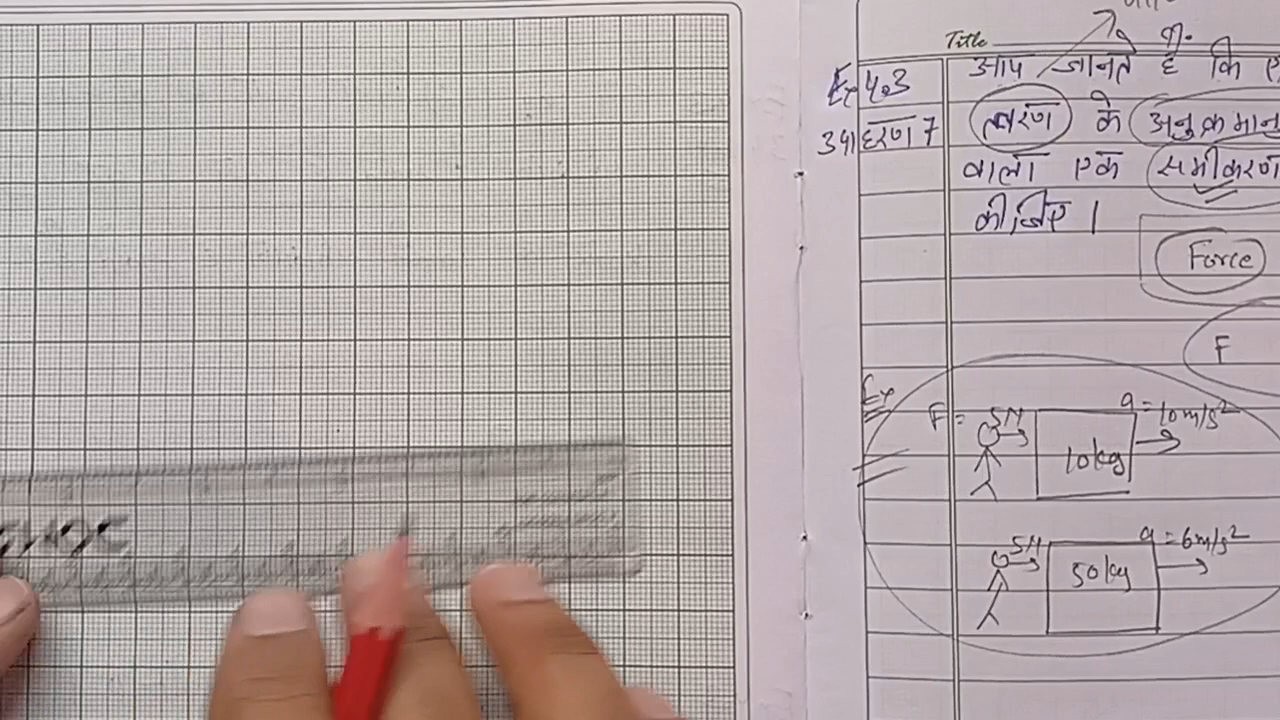 Title
Ex 4.3 आप जानते हैं कि
उदाहरण 7 त्वरण के अनुक्रमानु
वाला एक समीकरण
कीजिए ।
Force
F
Ex
F = 5N a = 10m/s²
10kg
5N a = 6m/s²
50kg